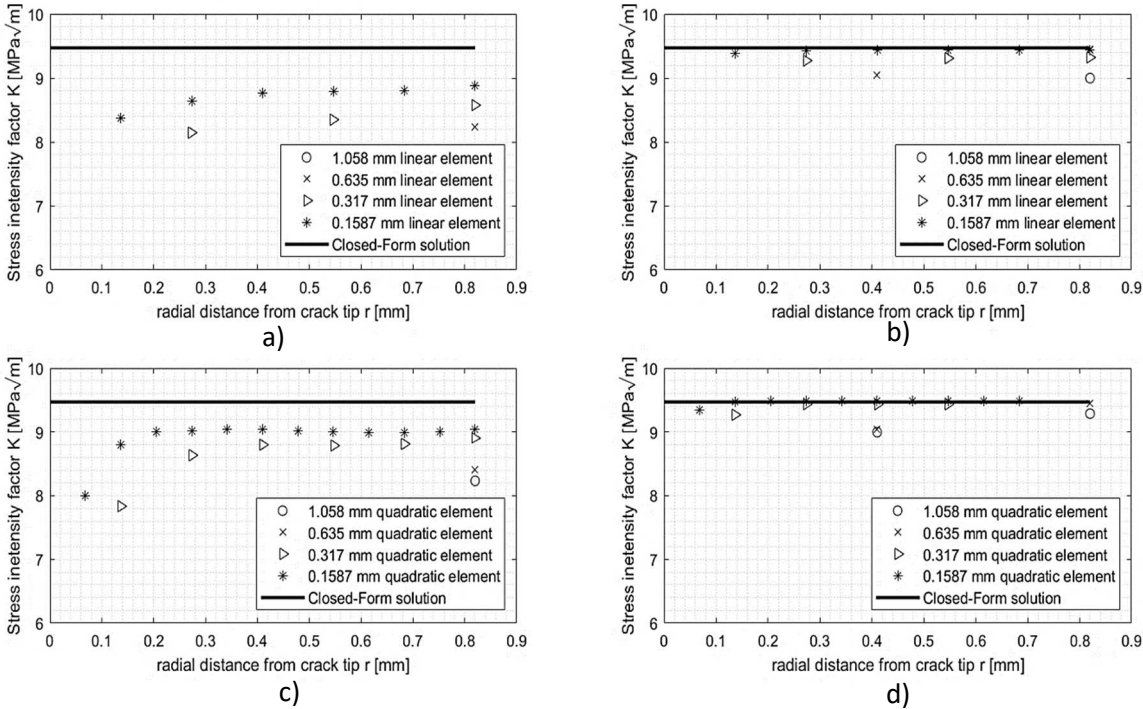 Stress inetensity factor K [MPa√m]
10
9
8
7
6
1.058 mm linear element
0.635 mm linear element
0.317 mm linear element
0.1587 mm linear element
Closed-Form solution
0 0.1 0.2 0.3 0.4 0.5 0.6 0.7 0.8 0.9
radial distance from crack tip r [mm]
a)
Stress inetensity factor K [MPa√m]
10
9
8
7
6
1.058 mm linear element
0.635 mm linear element
0.317 mm linear element
0.1587 mm linear element
Closed-Form solution
0 0.1 0.2 0.3 0.4 0.5 0.6 0.7 0.8 0.9
radial distance from crack tip r [mm]
b)
Stress inetensity factor K [MPa√m]
10
9
8
7
6
1.058 mm quadratic element
0.635 mm quadratic element
0.317 mm quadratic element
0.1587 mm quadratic element
Closed-Form solution
0 0.1 0.2 0.3 0.4 0.5 0.6 0.7 0.8 0.9
radial distance from crack tip r [mm]
c)
Stress inetensity factor K [MPa√m]
10
9
8
7
6
1.058 mm quadratic element
0.635 mm quadratic element
0.317 mm quadratic element
0.1587 mm quadratic element
Closed-Form solution
0 0.1 0.2 0.3 0.4 0.5 0.6 0.7 0.8 0.9
radial distance from crack tip r [mm]
d)